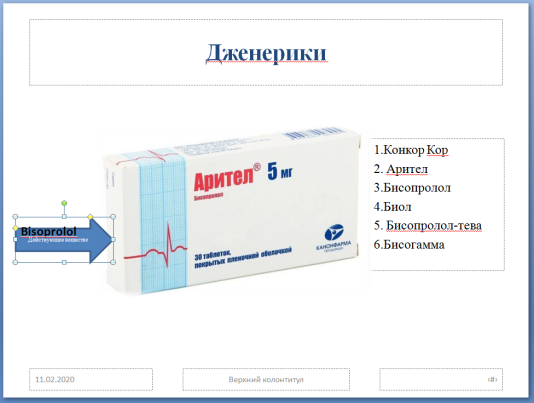 Дженерики
Арител® 5 мг
Бисопролол
30 таблеток,
покрытых пленочной оболочкой
КАНОНФАРМА
Bisoprolol
Действующее вещество
1.Конкор Кор
2. Арител
3.Бисопролол
4.Биол
5. Бисопролол-тева
6.Бисогамма
11.02.2020
Верхний колонтитул
‹#›